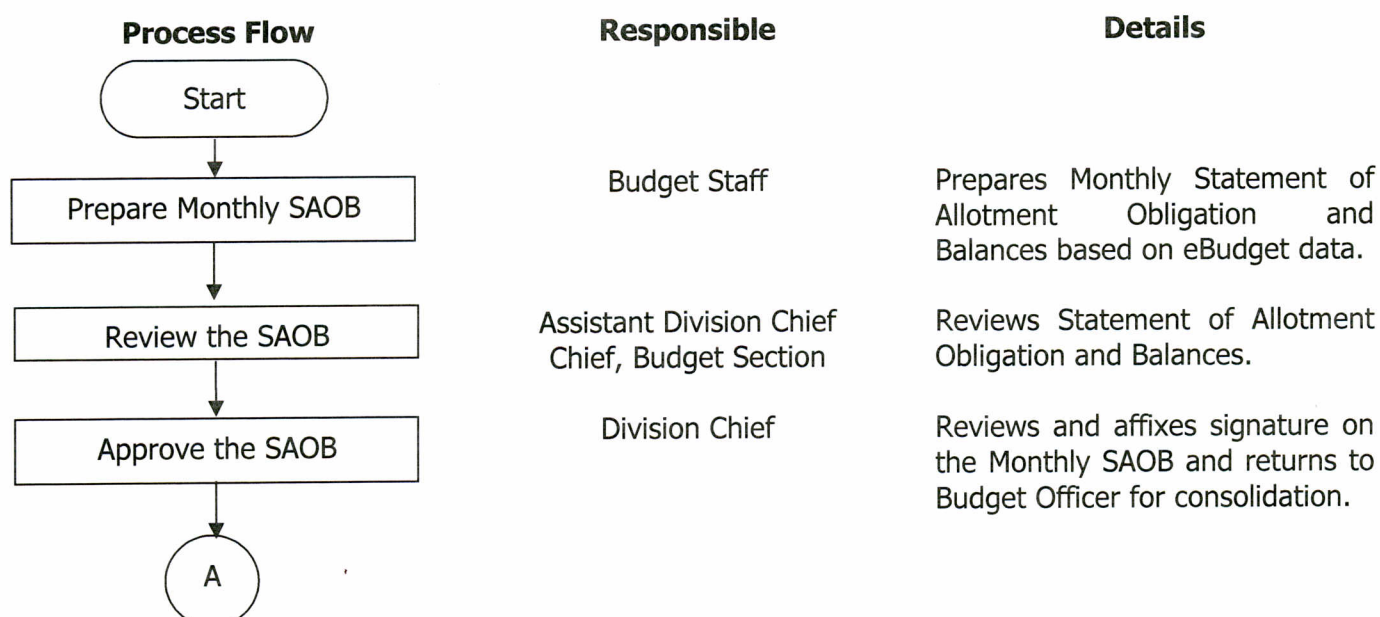 Process Flow
Responsible
Details
Start
Prepare Monthly SAOB
Budget Staff
Prepares Monthly Statement of
Allotment Obligation and
Balances based on eBudget data.
Review the SAOB
Assistant Division Chief
Chief, Budget Section
Reviews Statement of Allotment
Obligation and Balances.
Approve the SAOB
Division Chief
Reviews and affixes signature on
the Monthly SAOB and returns to
Budget Officer for consolidation.
A